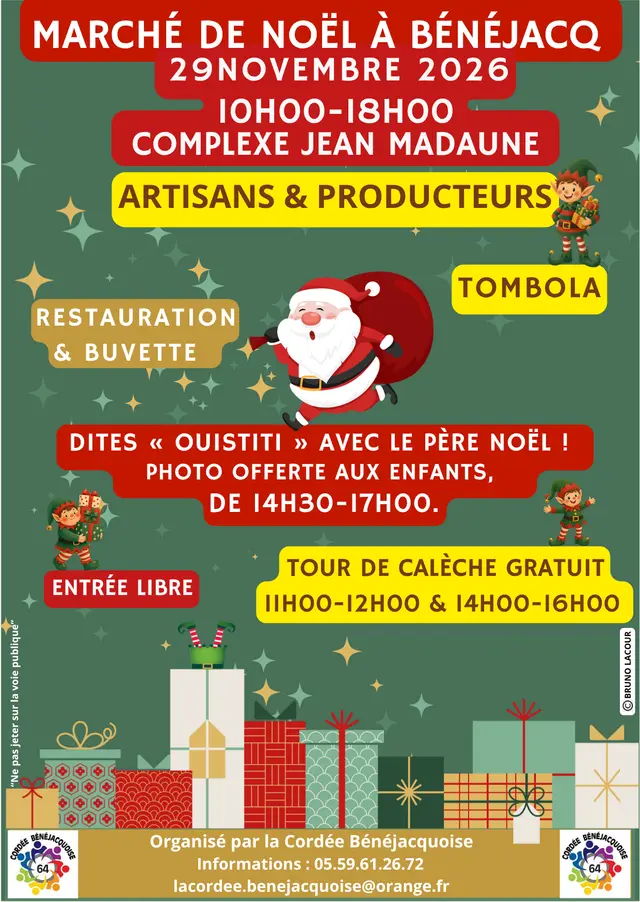 MARCHÉ DE NOËL À BÉNÉJACQ
29NOVEMBRE 2026
10H00-18H00
COMPLEXE JEAN MADAUNE
ARTISANS & PRODUCTEURS
TOMBOLA
RESTAURATION
& BUVETTE
DITES « OUISTITI » AVEC LE PÈRE NOËL !
PHOTO OFFERTE AUX ENFANTS,
DE 14H30-17H00.
ENTRÉE LIBRE
TOUR DE CALÈCHE GRATUIT
11H00-12H00 & 14H00-16H00
"Ne pas jeter sur la voie publique"
© BRUNO LACOUR
CORDÉE BÉNÉJACQUOISE
64
Organisé par la Cordée Bénéjacquoise
Informations : 05.59.61.26.72
lacordee.benejacquoise@orange.fr
CORDÉE BÉNÉJACQUOISE
64